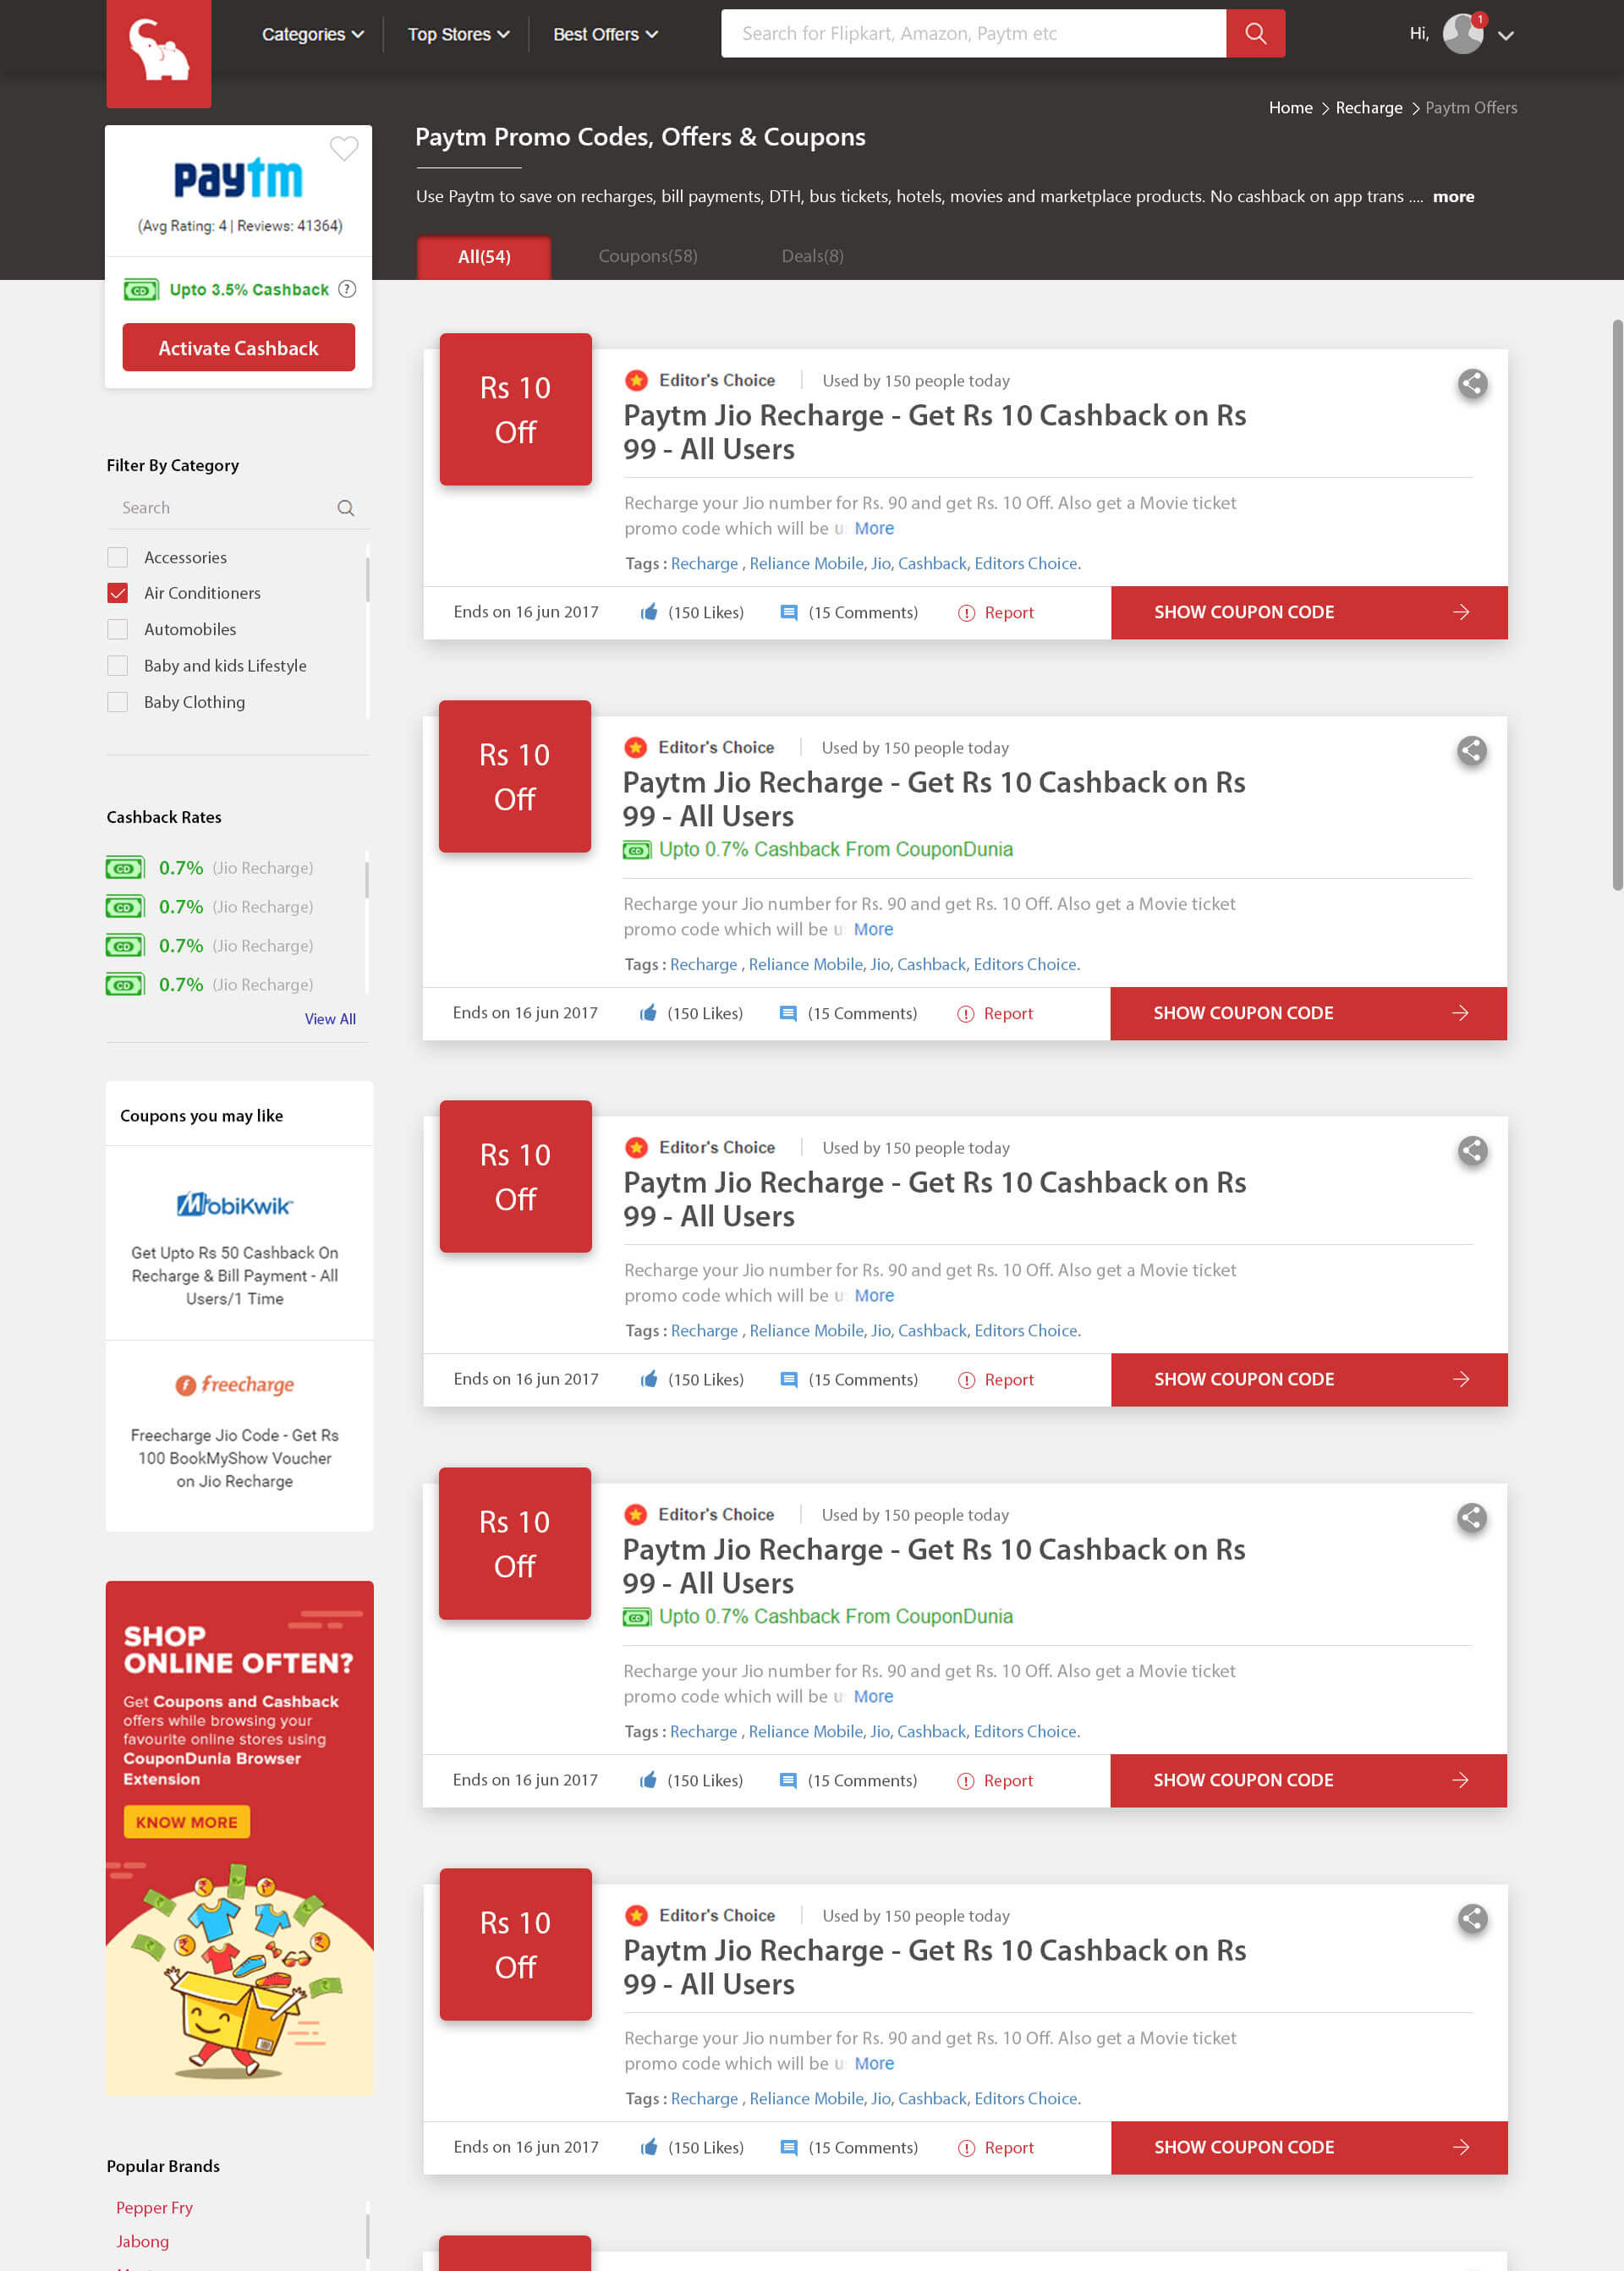 Categories
Top Stores
Best Offers
Search for Flipkart, Amazon, Paytm etc
Hi,
1
Home > Recharge > Paytm Offers
paytm
(Avg Rating: 4 | Reviews: 41364)
CD Upto 3.5% Cashback ?
Activate Cashback
Paytm Promo Codes, Offers & Coupons
Use Paytm to save on recharges, bill payments, DTH, bus tickets, hotels, movies and marketplace products. No cashback on app trans .... more
All(54)
Coupons(58)
Deals(8)
Filter By Category
Search
Accessories
Air Conditioners
Automobiles
Baby and kids Lifestyle
Baby Clothing
Cashback Rates
CD 0.7% (Jio Recharge)
CD 0.7% (Jio Recharge)
CD 0.7% (Jio Recharge)
CD 0.7% (Jio Recharge)
View All
Coupons you may like
MobiKwik
Get Upto Rs 50 Cashback On
Recharge & Bill Payment - All
Users/1 Time
freecharge
Freecharge Jio Code - Get Rs
100 BookMyShow Voucher
on Jio Recharge
SHOP
ONLINE OFTEN?
Get Coupons and Cashback
offers while browsing your
favourite online stores using
CouponDunia Browser
Extension
KNOW MORE
Popular Brands
Pepper Fry
Jabong
Rs 10
Off
Editor's Choice
Used by 150 people today
Paytm Jio Recharge - Get Rs 10 Cashback on Rs
99 - All Users
Recharge your Jio number for Rs. 90 and get Rs. 10 Off. Also get a Movie ticket
promo code which will be u More
Tags : Recharge , Reliance Mobile, Jio, Cashback, Editors Choice.
Ends on 16 jun 2017
(150 Likes)
(15 Comments)
Report
SHOW COUPON CODE
Rs 10
Off
Editor's Choice
Used by 150 people today
Paytm Jio Recharge - Get Rs 10 Cashback on Rs
99 - All Users
CD Upto 0.7% Cashback From CouponDunia
Recharge your Jio number for Rs. 90 and get Rs. 10 Off. Also get a Movie ticket
promo code which will be u More
Tags : Recharge , Reliance Mobile, Jio, Cashback, Editors Choice.
Ends on 16 jun 2017
(150 Likes)
(15 Comments)
Report
SHOW COUPON CODE
Rs 10
Off
Editor's Choice
Used by 150 people today
Paytm Jio Recharge - Get Rs 10 Cashback on Rs
99 - All Users
Recharge your Jio number for Rs. 90 and get Rs. 10 Off. Also get a Movie ticket
promo code which will be u More
Tags : Recharge , Reliance Mobile, Jio, Cashback, Editors Choice.
Ends on 16 jun 2017
(150 Likes)
(15 Comments)
Report
SHOW COUPON CODE
Rs 10
Off
Editor's Choice
Used by 150 people today
Paytm Jio Recharge - Get Rs 10 Cashback on Rs
99 - All Users
CD Upto 0.7% Cashback From CouponDunia
Recharge your Jio number for Rs. 90 and get Rs. 10 Off. Also get a Movie ticket
promo code which will be u More
Tags : Recharge , Reliance Mobile, Jio, Cashback, Editors Choice.
Ends on 16 jun 2017
(150 Likes)
(15 Comments)
Report
SHOW COUPON CODE
Rs 10
Off
Editor's Choice
Used by 150 people today
Paytm Jio Recharge - Get Rs 10 Cashback on Rs
99 - All Users
Recharge your Jio number for Rs. 90 and get Rs. 10 Off. Also get a Movie ticket
promo code which will be u More
Tags : Recharge , Reliance Mobile, Jio, Cashback, Editors Choice.
Ends on 16 jun 2017
(150 Likes)
(15 Comments)
Report
SHOW COUPON CODE